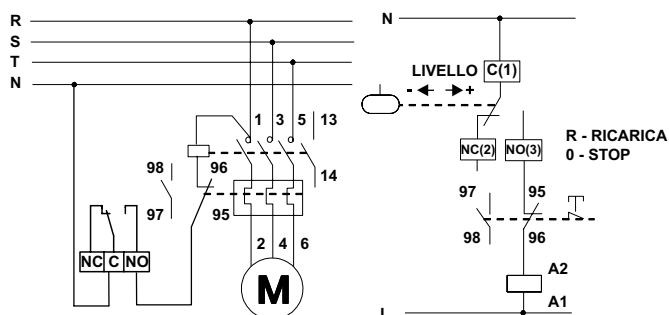 R
S
T
N
1 3 5 13
14
98 96
97 95
NC C NO
2 4 6
M
N
LIVELLO C(1)
- +
NC(2) NO(3)
R - RICARICA
0 - STOP
97 95
98 96
A2
A1